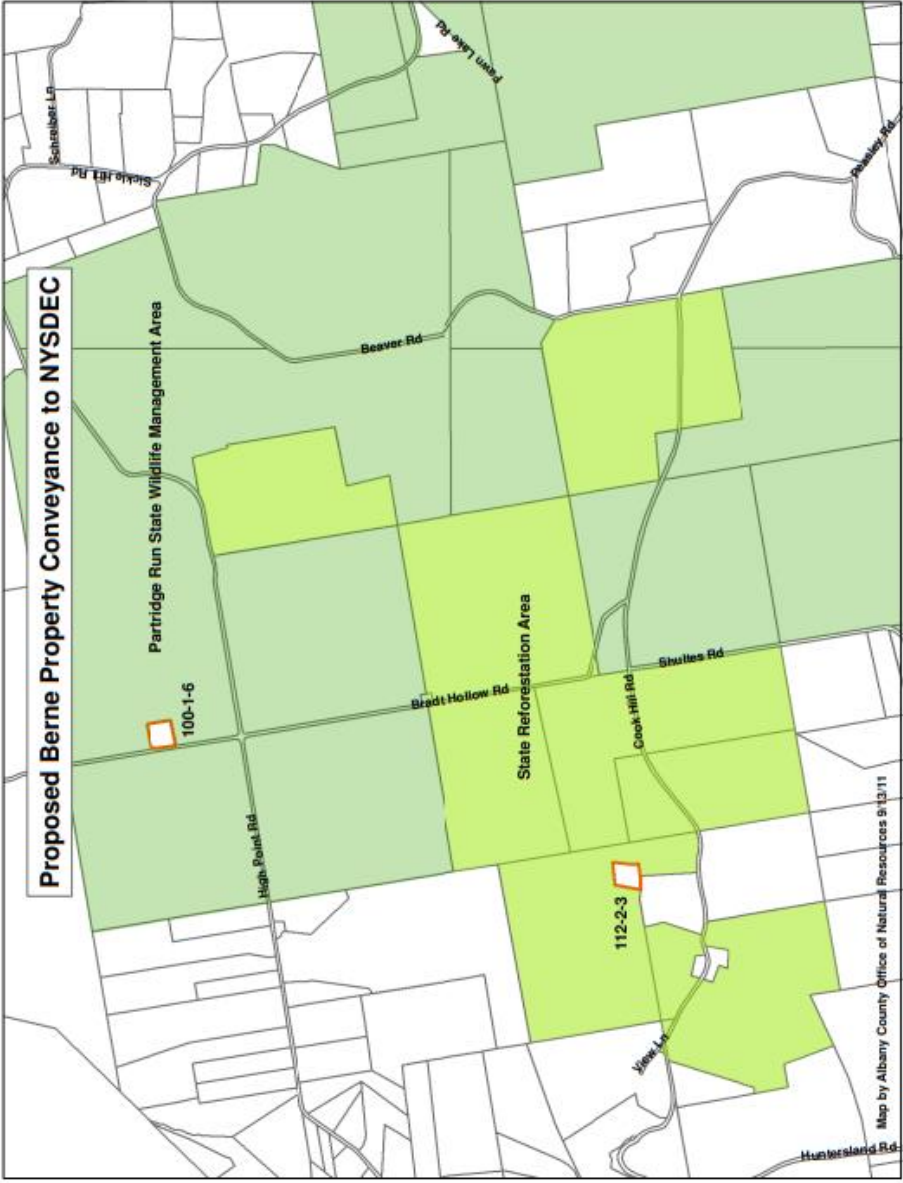 Proposed Berne Property Conveyance to NYSDEC
Schreiber Ln
Sickle Hill Rd
Pawn Lake Rd
Partridge Run State Wildlife Management Area
Beaver Rd
Peasley Rd
100-1-6
High Point Rd
Bradt Hollow Rd
State Reforestation Area
Cook Hill Rd
Shultes Rd
112-2-3
View Ln
Huntersland Rd
Map by Albany County Office of Natural Resources 9/13/11